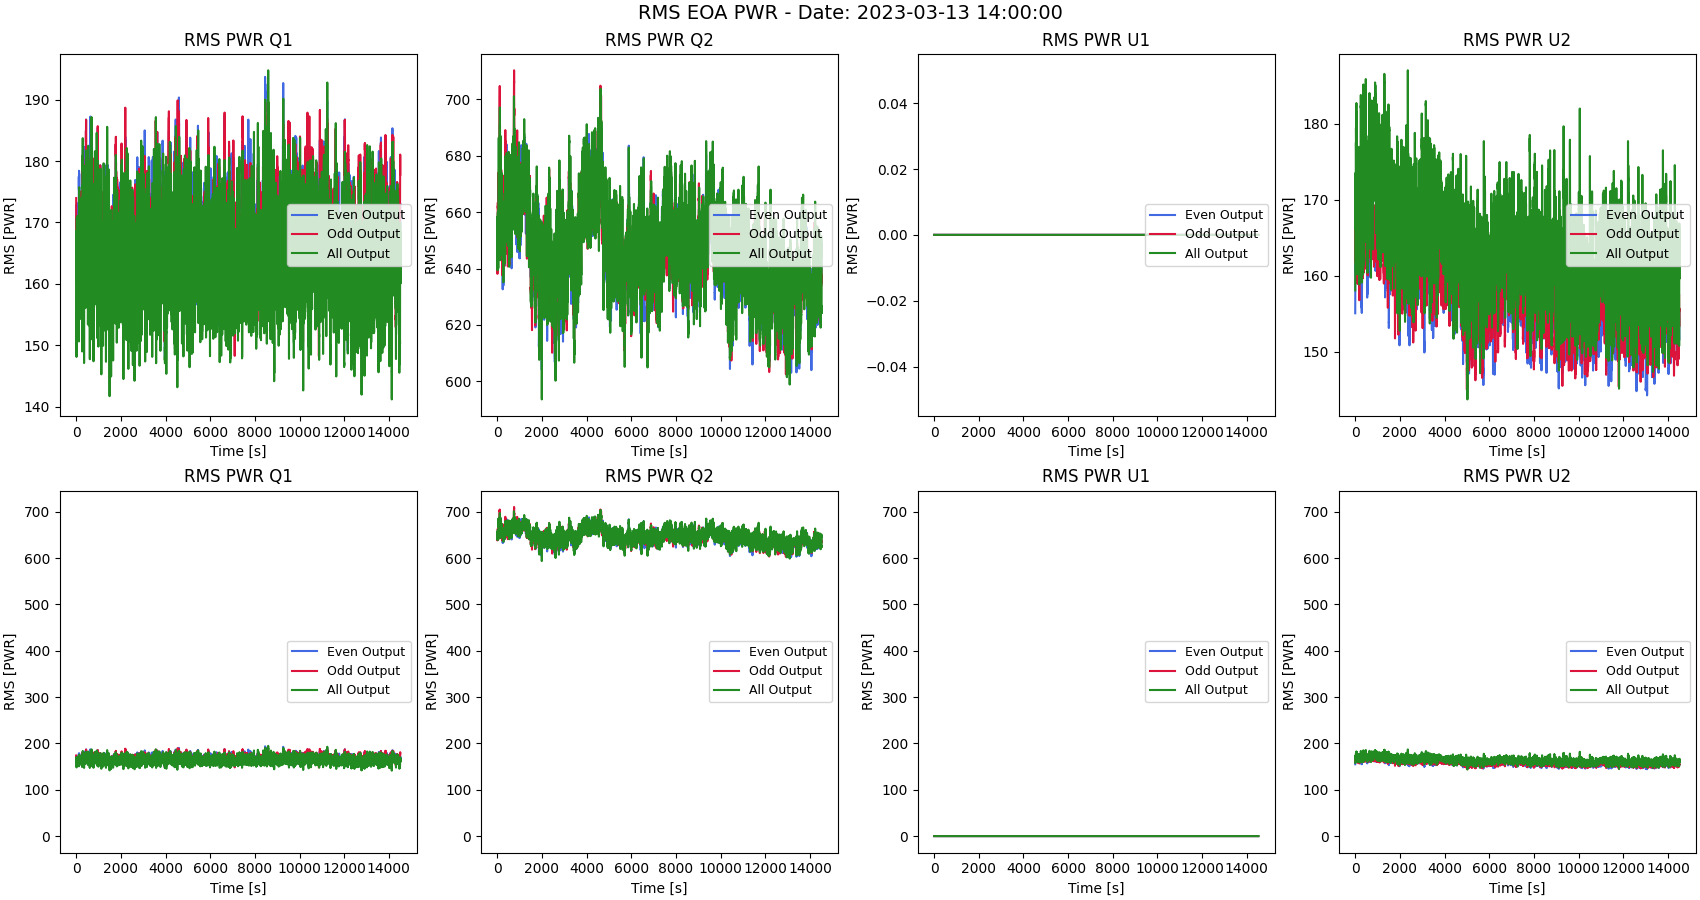 RMS EOA PWR - Date: 2023-03-13 14:00:00
RMS PWR Q1
RMS [PWR]
190
180
170
160
150
140
0 2000 4000 6000 8000 10000 12000 14000
Time [s]
Even Output
Odd Output
All Output
RMS PWR Q2
RMS [PWR]
700
680
660
640
620
600
0 2000 4000 6000 8000 10000 12000 14000
Time [s]
Even Output
Odd Output
All Output
RMS PWR U1
RMS [PWR]
0.04
0.02
0.00
−0.02
−0.04
0 2000 4000 6000 8000 10000 12000 14000
Time [s]
Even Output
Odd Output
All Output
RMS PWR U2
RMS [PWR]
180
170
160
150
0 2000 4000 6000 8000 10000 12000 14000
Time [s]
Even Output
Odd Output
All Output
RMS PWR Q1
RMS [PWR]
700
600
500
400
300
200
100
0
0 2000 4000 6000 8000 10000 12000 14000
Time [s]
Even Output
Odd Output
All Output
RMS PWR Q2
RMS [PWR]
700
600
500
400
300
200
100
0
0 2000 4000 6000 8000 10000 12000 14000
Time [s]
Even Output
Odd Output
All Output
RMS PWR U1
RMS [PWR]
700
600
500
400
300
200
100
0
0 2000 4000 6000 8000 10000 12000 14000
Time [s]
Even Output
Odd Output
All Output
RMS PWR U2
RMS [PWR]
700
600
500
400
300
200
100
0
0 2000 4000 6000 8000 10000 12000 14000
Time [s]
Even Output
Odd Output
All Output